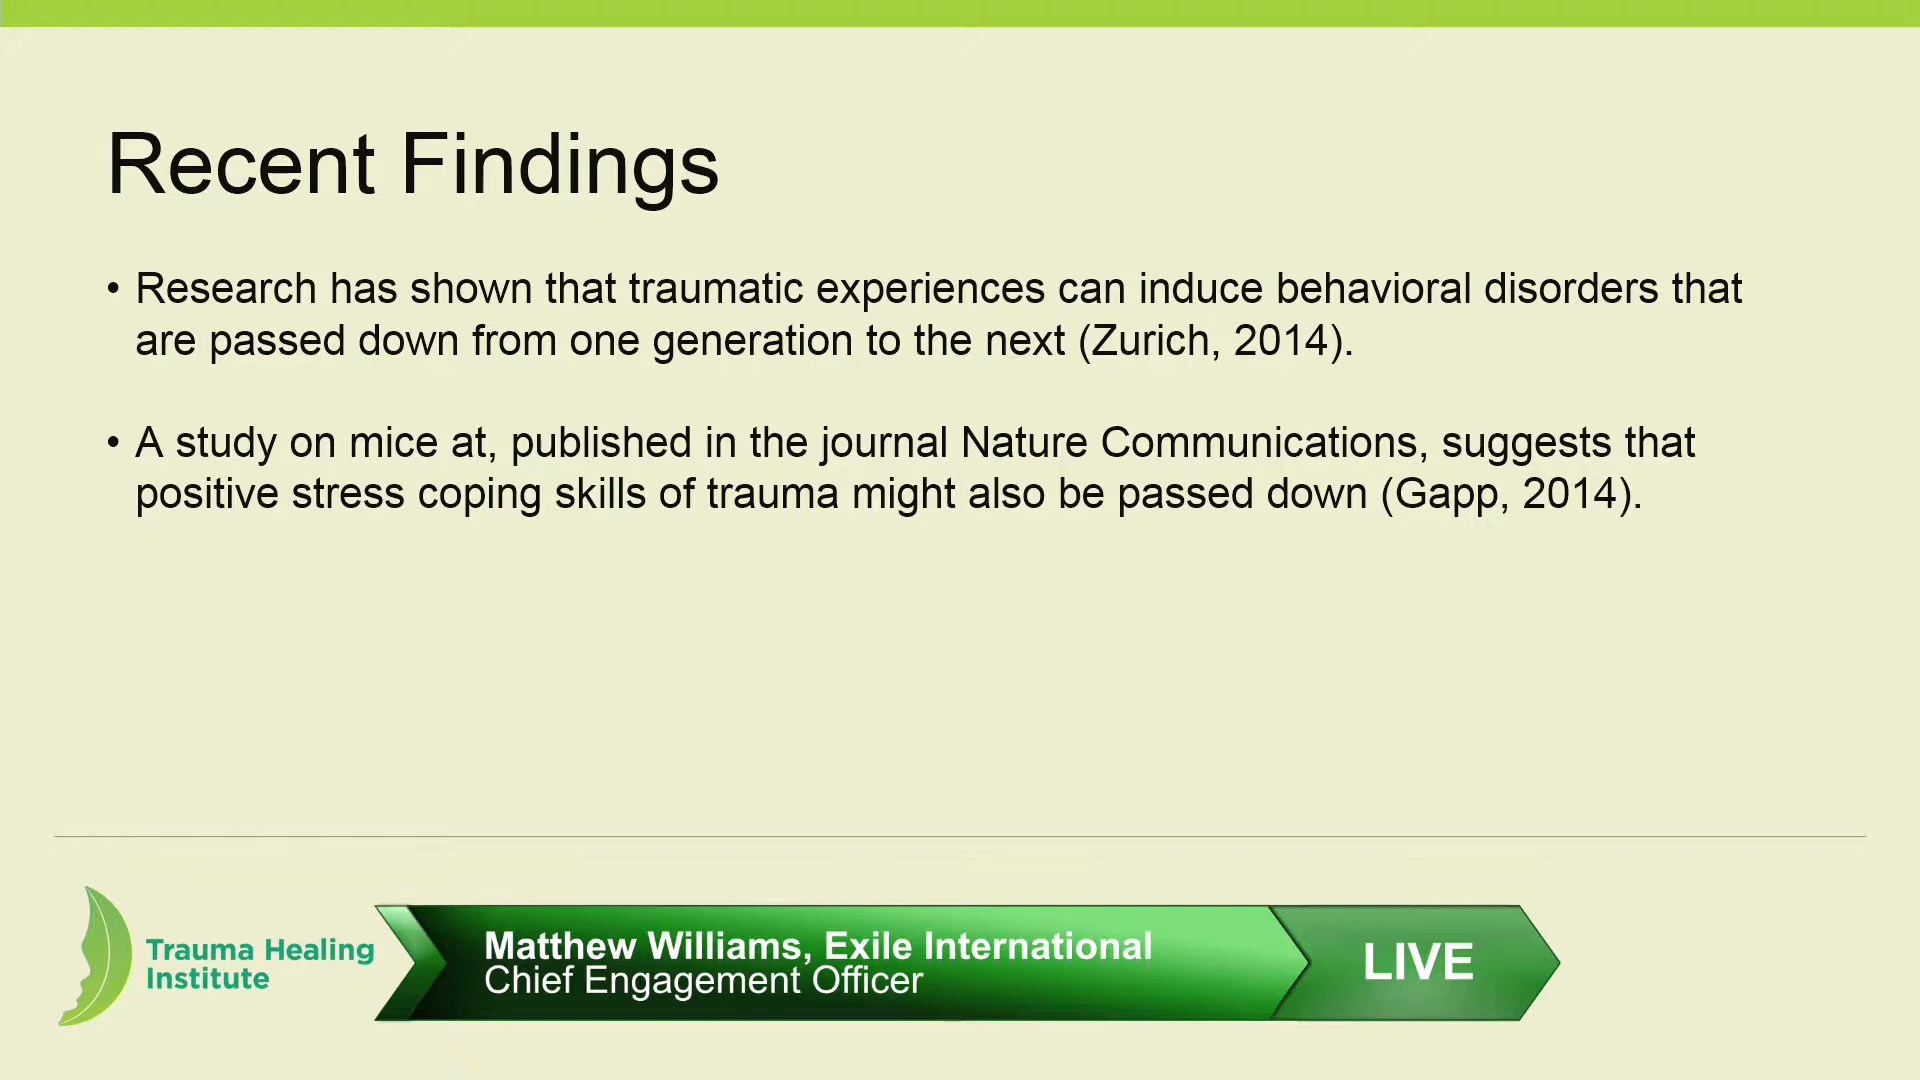 Recent Findings
• Research has shown that traumatic experiences can induce behavioral disorders that
are passed down from one generation to the next (Zurich, 2014).
• A study on mice at, published in the journal Nature Communications, suggests that
positive stress coping skills of trauma might also be passed down (Gapp, 2014).
Trauma Healing
Institute
Matthew Williams, Exile International
Chief Engagement Officer
LIVE